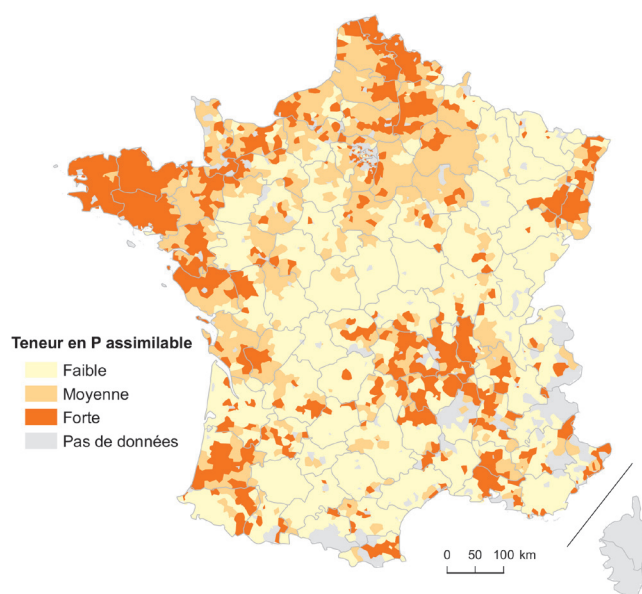 Teneur en P assimilable
Faible
Moyenne
Forte
Pas de données
0 50 100 km